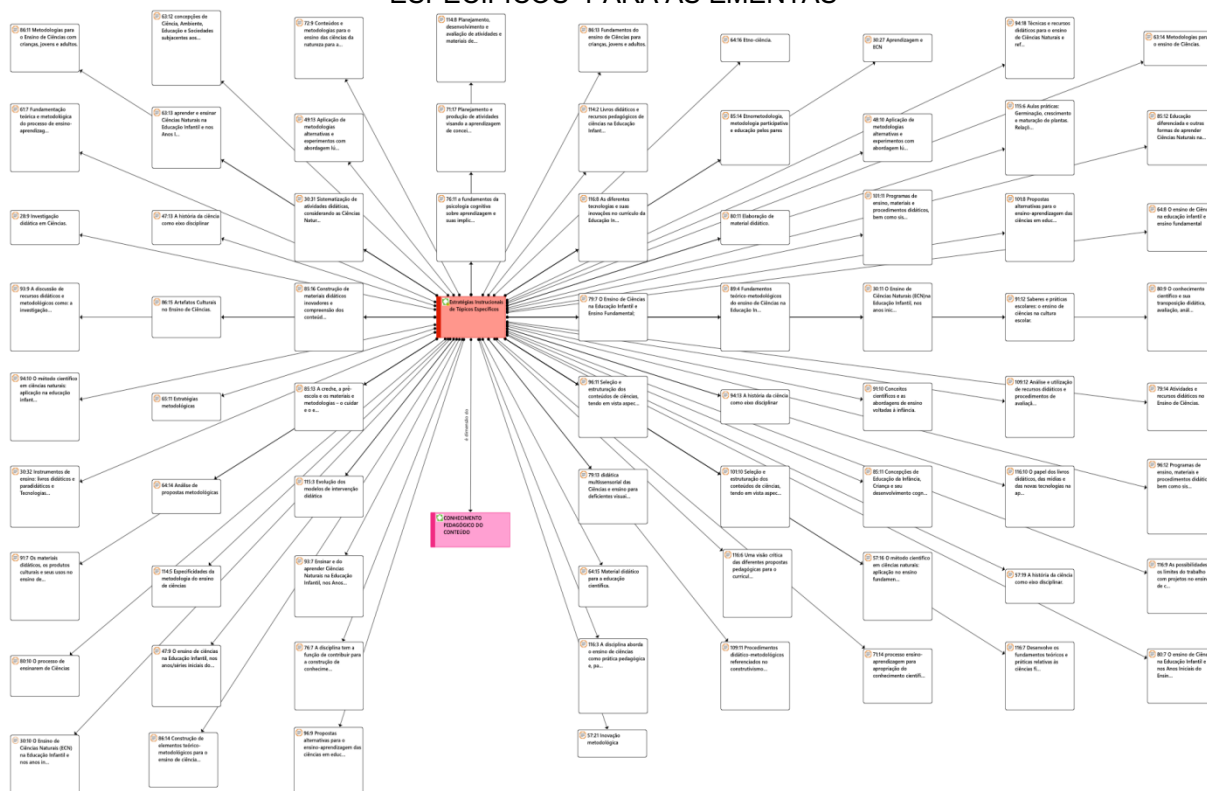 ESPECÍFICOS" PARA AS EMENTAS
86:11 Metodologias para
o Ensino de Ciências com
crianças, jovens e adultos.
63:12 concepções de
Ciência, Ambiente,
Educação e Sociedades
subjacentes aos...
72:9 Conteúdos e
metodologias para o
ensino das ciências da
natureza para o...
114:8 Planejamento,
desenvolvimento e
avaliação de atividades e
materiais de...
86:13 Fundamentos do
ensino de Ciências para
crianças, jovens e adultos.
64:16 Etno-ciência.
30:27 Aprendizagem e
ECN
94:18 Técnicas e recursos
didáticos para o ensino
de Ciências Naturais e
ref...
63:14 Metodologias para
o ensino de Ciências.
61:7 Fundamentação
teórica e metodológica
do processo de ensino-
aprendizag...
63:13 aprender e ensinar
Ciências Naturais na
Educação Infantil e nos
Anos I...
49:13 Aplicação de
metodologias
alternativas e
experimentos com
abordagem lú...
71:17 Planejamento e
produção de atividades
visando a aprendizagem
de concei...
114:2 Livros didáticos e
recursos pedagógicos de
ciências na Educação
Infant...
85:14 Etnometodologia,
metodologia participativa
e educação pelos pares
48:10 Aplicação de
metodologias
alternativas e
experimentos com
abordagem lú...
115:6 Aulas práticas:
Germinação, crescimento
e maturação de plantas.
Relaçõ...
85:12 Educação
diferenciada e outras
formas de aprender
Ciências Naturais na...
28:9 Investigação
didática em Ciências.
47:13 A história da ciência
como eixo disciplinar
30:31 Sistematização de
atividades didáticas,
considerando as Ciências
Natur...
76:11 a fundamentos da
psicologia cognitiva
sobre aprendizagem e
suas implic...
116:8 As diferentes
tecnologias e suas
inovações no currículo da
Educação In...
80:11 Elaboração de
material didático.
101:11 Programas de
ensino, materiais e
procedimentos didáticos,
bem como sis...
101:8 Propostas
alternativas para o
ensino-aprendizagem das
ciências em educ...
64:8 O ensino de Ciências
na educação infantil e
ensino fundamental
93:9 A discussão de
recursos didáticos e
metodológicos como: a
investigação...
86:15 Artefatos Culturais
no Ensino de Ciências.
80:16 Construção de
materiais didáticos
inovadores a
compreensão dos
conteúd...
Estratégias Instrucionais
de Tópicos Específicos
79:7 O Ensino de Ciências
na Educação Infantil e
Ensino Fundamental;
89:4 Fundamentos
teórico-metodológicos
do ensino de Ciências na
Educação In...
30:11 O Ensino de
Ciências Naturais (ECN)na
Educação Infantil, nos
anos inic...
91:12 Saberes e práticas
escolares: o ensino de
ciências na cultura
escolar.
80:9 O conhecimento
científico e sua
transposição didática,
avaliação, anál...
94:10 O método científico
em ciências naturais:
aplicação na educação
infant...
65:11 Estratégias
metodológicas
85:13 A creche, a pré-
escola e os materiais e
metodologias – o cuidar
e o e...
é dimensão de
96:11 Seleção e
estruturação dos
conteúdos de ciências,
tendo em vista aspec...
94:13 A história da ciência
como eixo disciplinar
91:10 Conceitos
científicos e as
abordagens de ensino
voltadas à infância.
109:12 Análise e utilização
de recursos didáticos e
procedimentos de
avaliaçã...
79:14 Atividades e
recursos didáticos no
Ensino de Ciências.
30:32 Instrumentos de
ensino: livros didáticos e
paradidáticos e
Tecnologias...
64:14 Análise de
propostas metodológicas
115:3 Evolução dos
modelos de intervenção
didática
CONHECIMENTO
PEDAGÓGICO DO
CONTEÚDO
79:13 didática
multissensorial das
Ciências e ensino para
deficientes visuai...
101:10 Seleção e
estruturação dos
conteúdos de ciências,
tendo em vista aspec...
85:11 Concepções de
Educação da Infância,
Criança e seu
desenvolvimento cogn...
116:10 O papel dos livros
didáticos, das mídias e
das novas tecnologias na
ap...
96:12 Programas de
ensino, materiais e
procedimentos didáticos,
bem como sis...
91:7 Os materiais
didáticos, os produtos
culturais e seus usos no
ensino de...
114:5 Especificidades da
metodologia do ensino
de ciências
93:7 Ensinar e do
aprender Ciências
Naturais na Educação
Infantil, nos Anos...
64:15 Material didático
para a educação
científica.
116:6 Uma visão crítica
das diferentes propostas
pedagógicas para o
currícul...
57:16 O método científico
em ciências naturais:
aplicação no ensino
fundamen...
57:19 A história da ciência
como eixo disciplinar.
116:9 As possibilidades e
os limites do trabalho
com projetos no ensino
de c...
80:10 O processo de
ensinarem de Ciências
47:9 O ensino de ciências
na Educação Infantil, nos
anos/séries iniciais do...
76:7 A disciplina tem a
função de contribuir para
a construção de
conhecime...
116:3 A disciplina aborda
o ensino de ciências
como prática pedagógica
e, pa...
109:11 Procedimentos
didático-metodológicos
referenciados no
construtivismo...
71:14 processo ensino-
aprendizagem para
apropriação do
conhecimento científi...
116:7 Desenvolve os
fundamentos teóricos e
práticas relativas às
ciências fí...
80:7 O ensino de Ciências
na Educação Infantil e
nos Anos Iniciais do
Ensin...
30:10 O Ensino de
Ciências Naturais (ECN)
na Educação Infantil e
nos anos in...
86:14 Construção de
elementos teórico-
metodológicos para o
ensino de ciência...
96:9 Propostas
alternativas para o
ensino-aprendizagem das
ciências em educ...
57:21 Inovação
metodológica